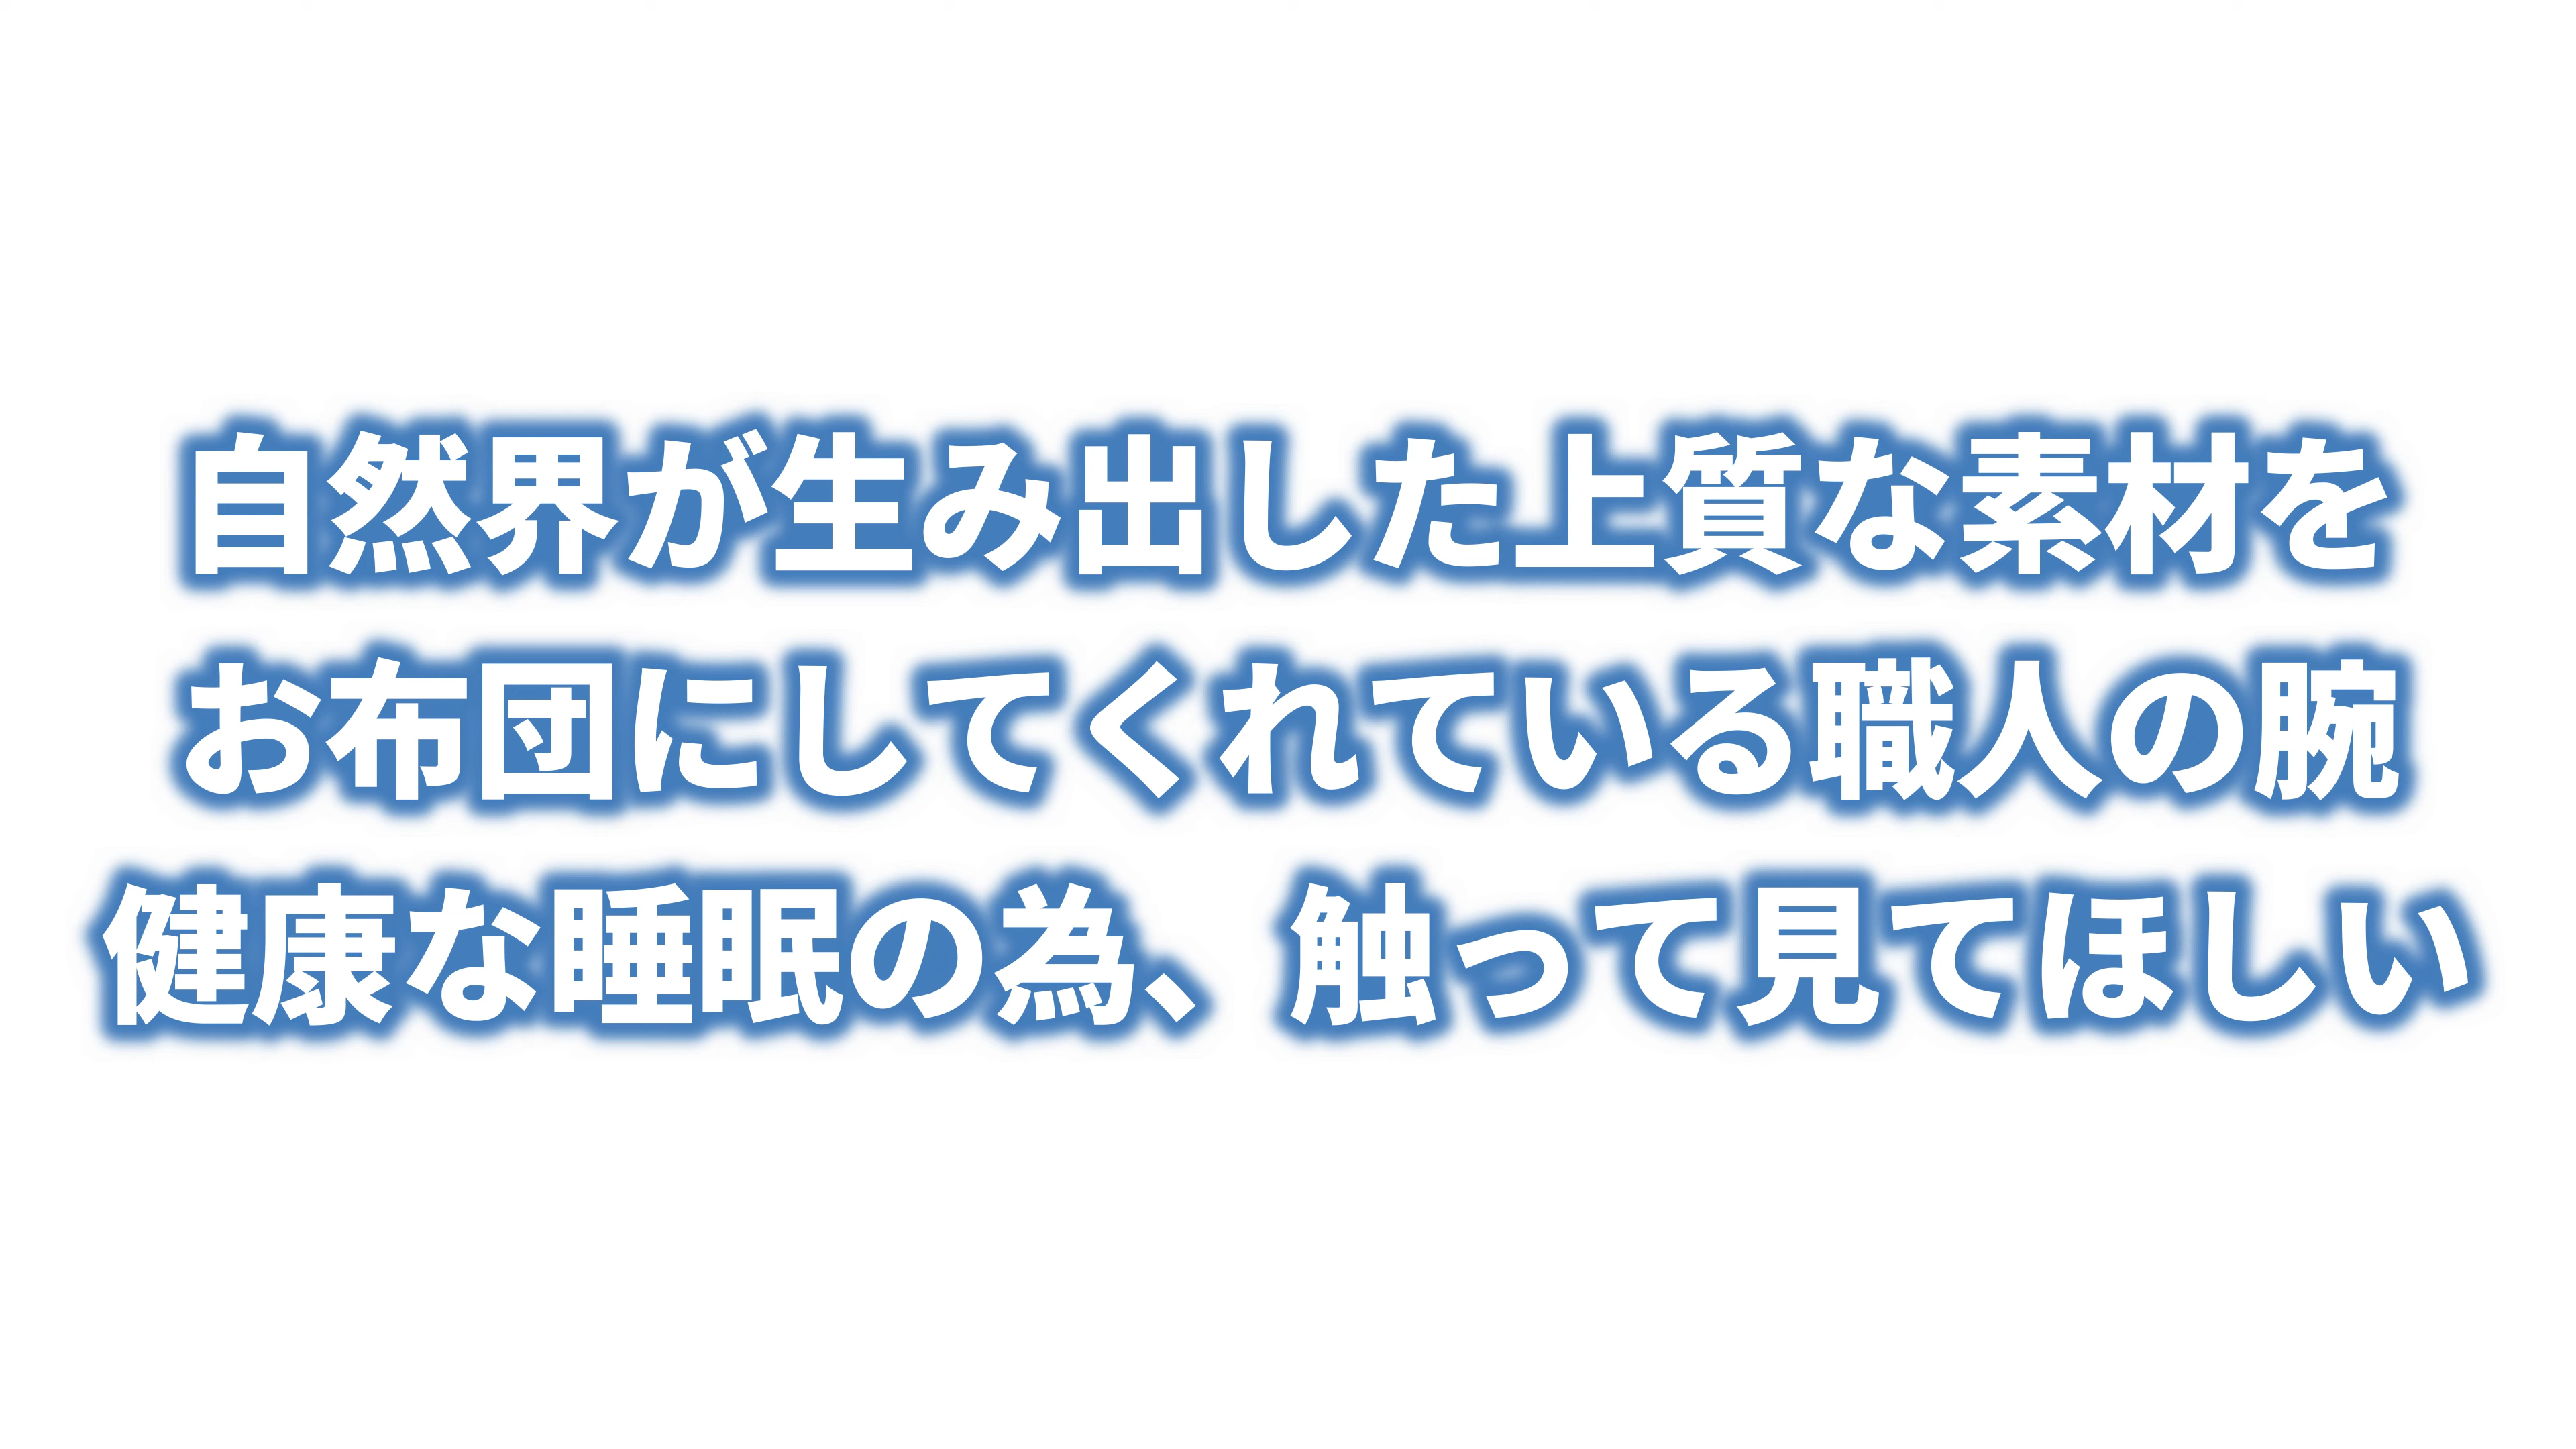 自然界が生み出した上質な素材を
お布団にしてくれている職人の腕
健康な睡眠の為、触って見てほしい